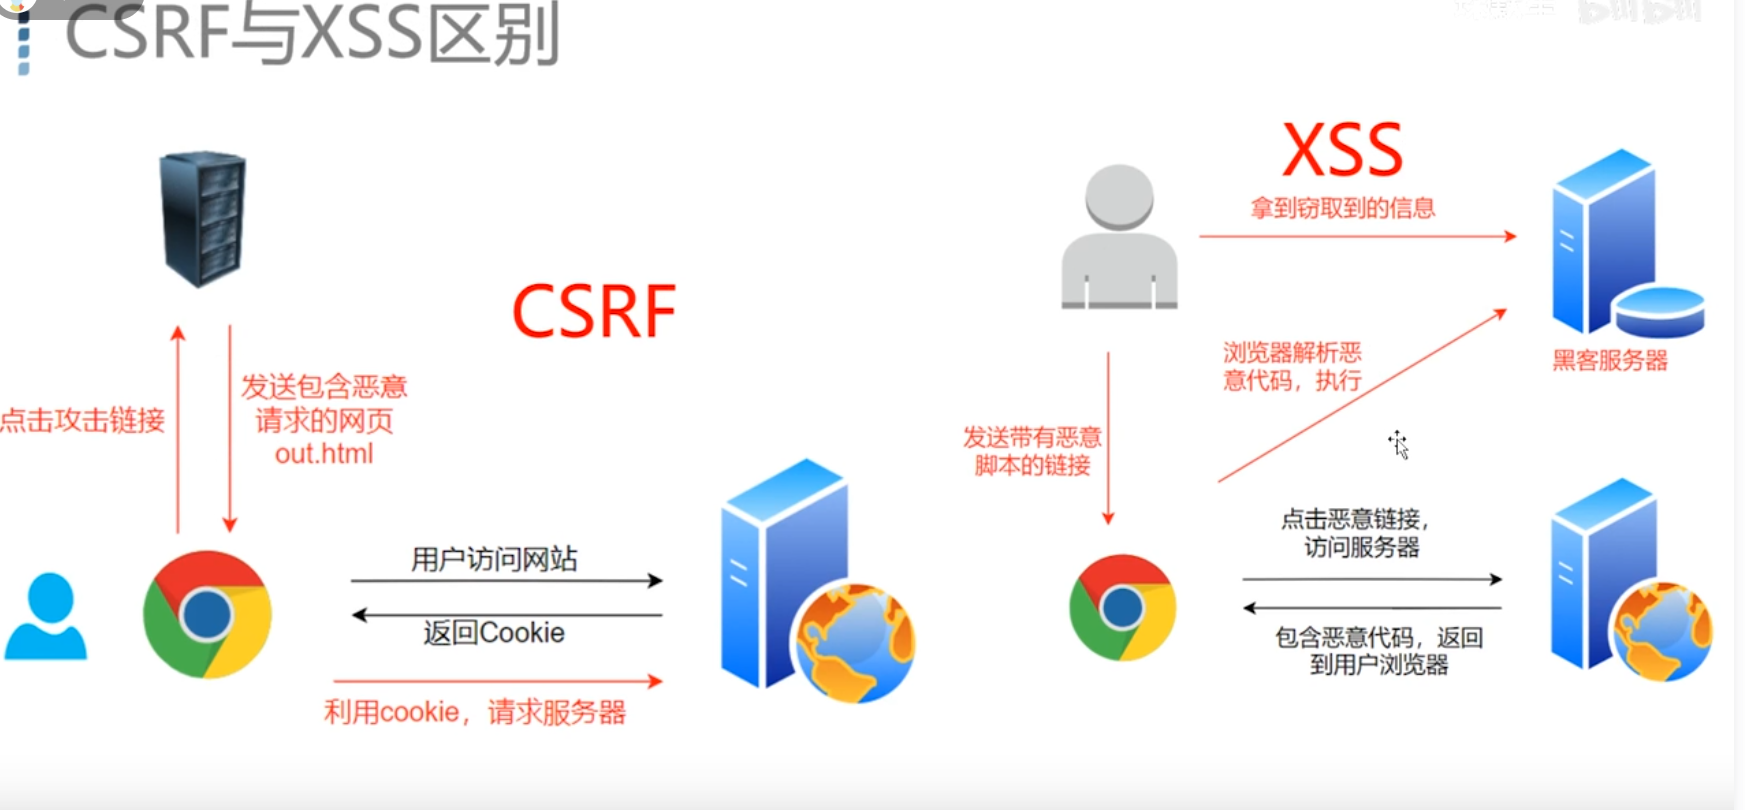 CSRF与XSS区别
CSRF
点击攻击链接
发送包含恶意
请求的网页
out.html
用户访问网站
返回Cookie
利用cookie，请求服务器
XSS
拿到窃取到的信息
黑客服务器
浏览器解析恶
意代码，执行
发送带有恶意
脚本的链接
点击恶意链接，
访问服务器
包含恶意代码，返回
到用户浏览器
bilibili